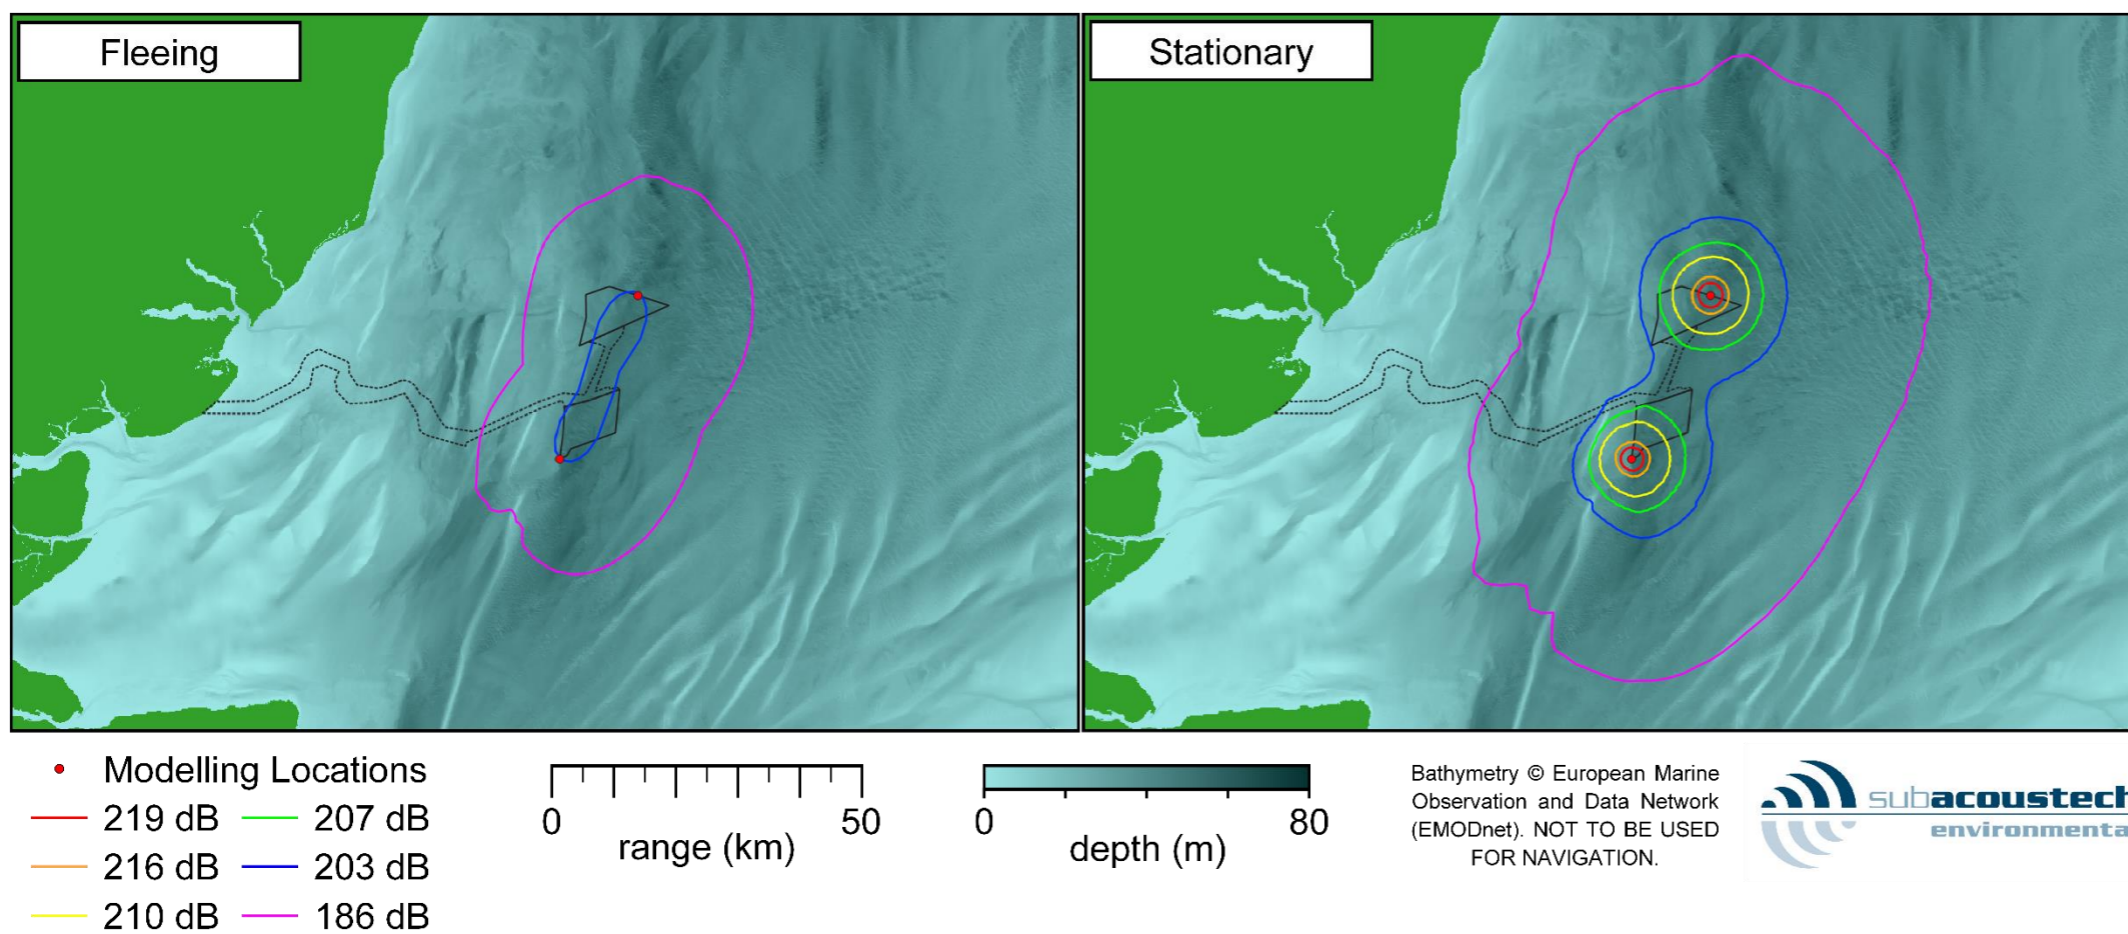 Fleeing
Stationary
Modelling Locations
219 dB
207 dB
216 dB
203 dB
210 dB
186 dB
0
50
range (km)
0
80
depth (m)
Bathymetry © European Marine
Observation and Data Network
(EMODnet). NOT TO BE USED
FOR NAVIGATION.
subacoustech
environmenta